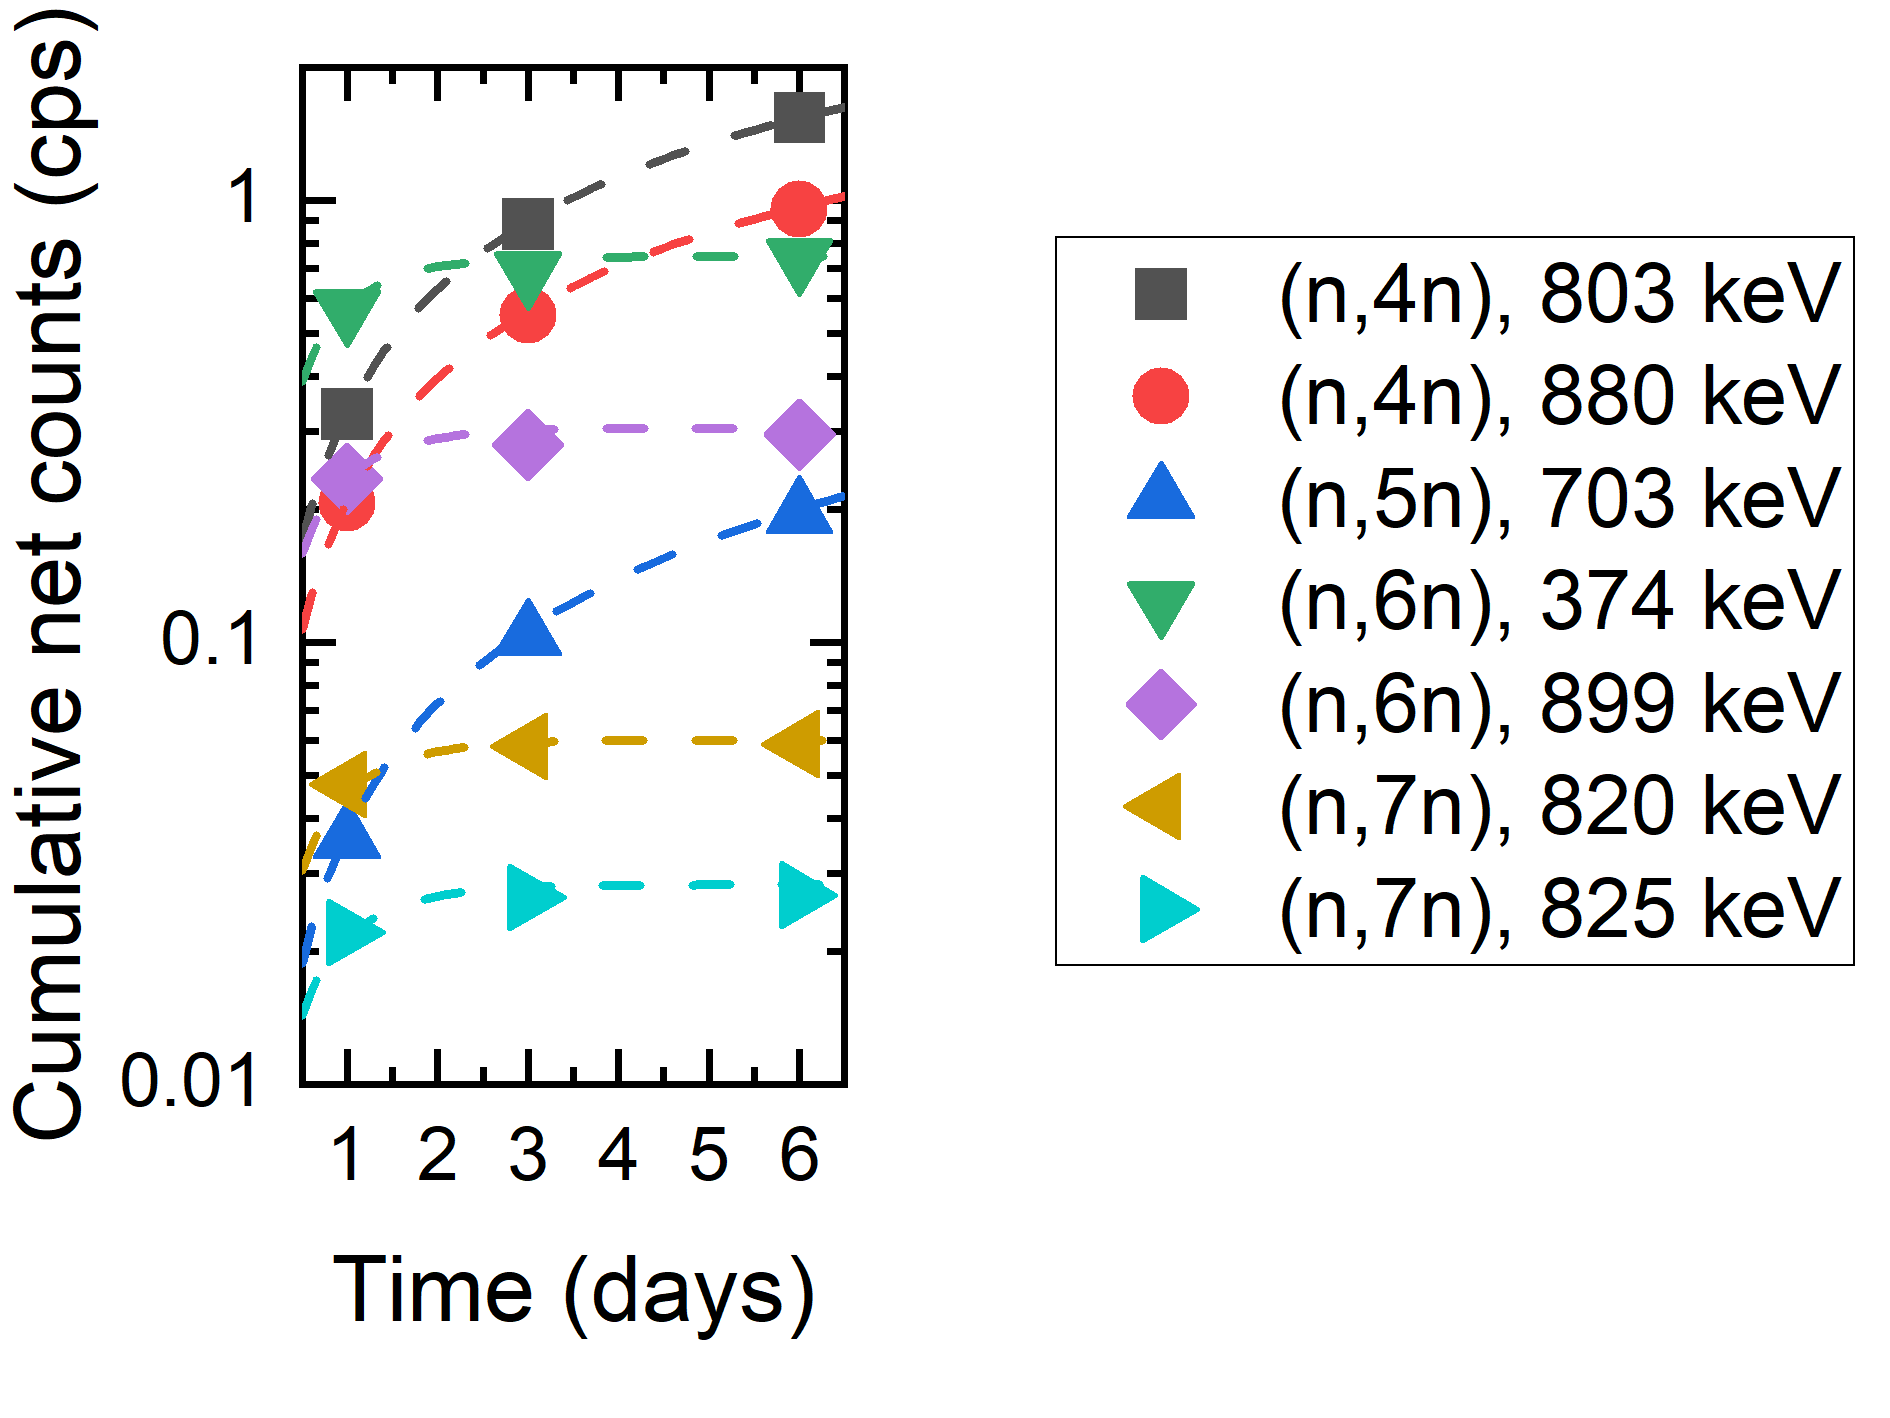 Cumulative net counts (cps)
1
0.1
0.01
1 2 3 4 5 6
Time (days)
(n,4n), 803 keV
(n,4n), 880 keV
(n,5n), 703 keV
(n,6n), 374 keV
(n,6n), 899 keV
(n,7n), 820 keV
(n,7n), 825 keV